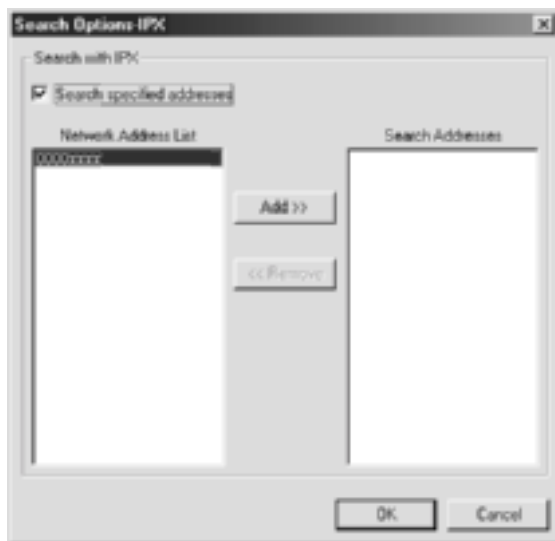 Search Options-IPX
Search with IPX
Search specified addresses
Network Address List
Search Addresses
Add >>
<< Remove
OK
Cancel